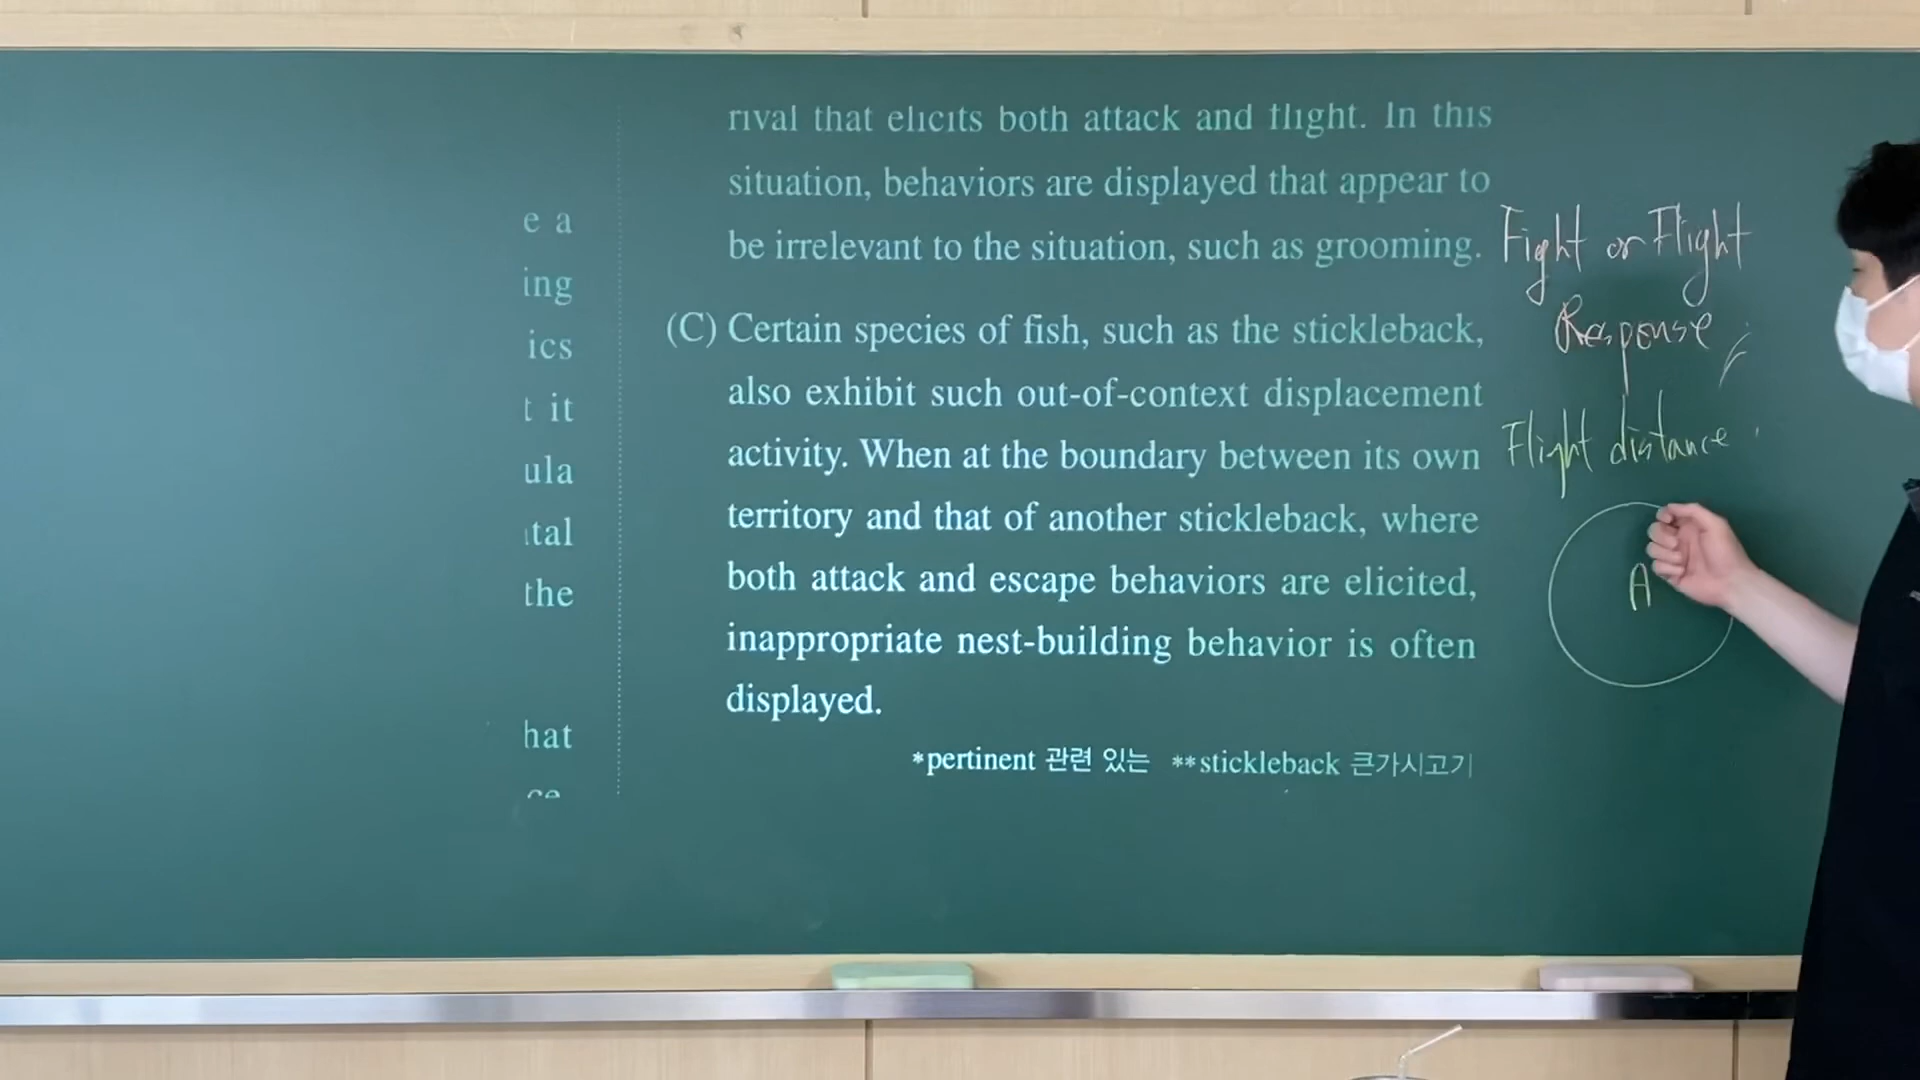 e a
ing
ics
t it
ula
tal
the
hat
ce
rival that elicits both attack and flight. In this
situation, behaviors are displayed that appear to
be irrelevant to the situation, such as grooming.
(C) Certain species of fish, such as the stickleback,
also exhibit such out-of-context displacement
activity. When at the boundary between its own
territory and that of another stickleback, where
both attack and escape behaviors are elicited,
inappropriate nest-building behavior is often
displayed.
*pertinent 관련 있는 **stickleback 큰가시고기
Fight or Flight
Response
Flight distance
A